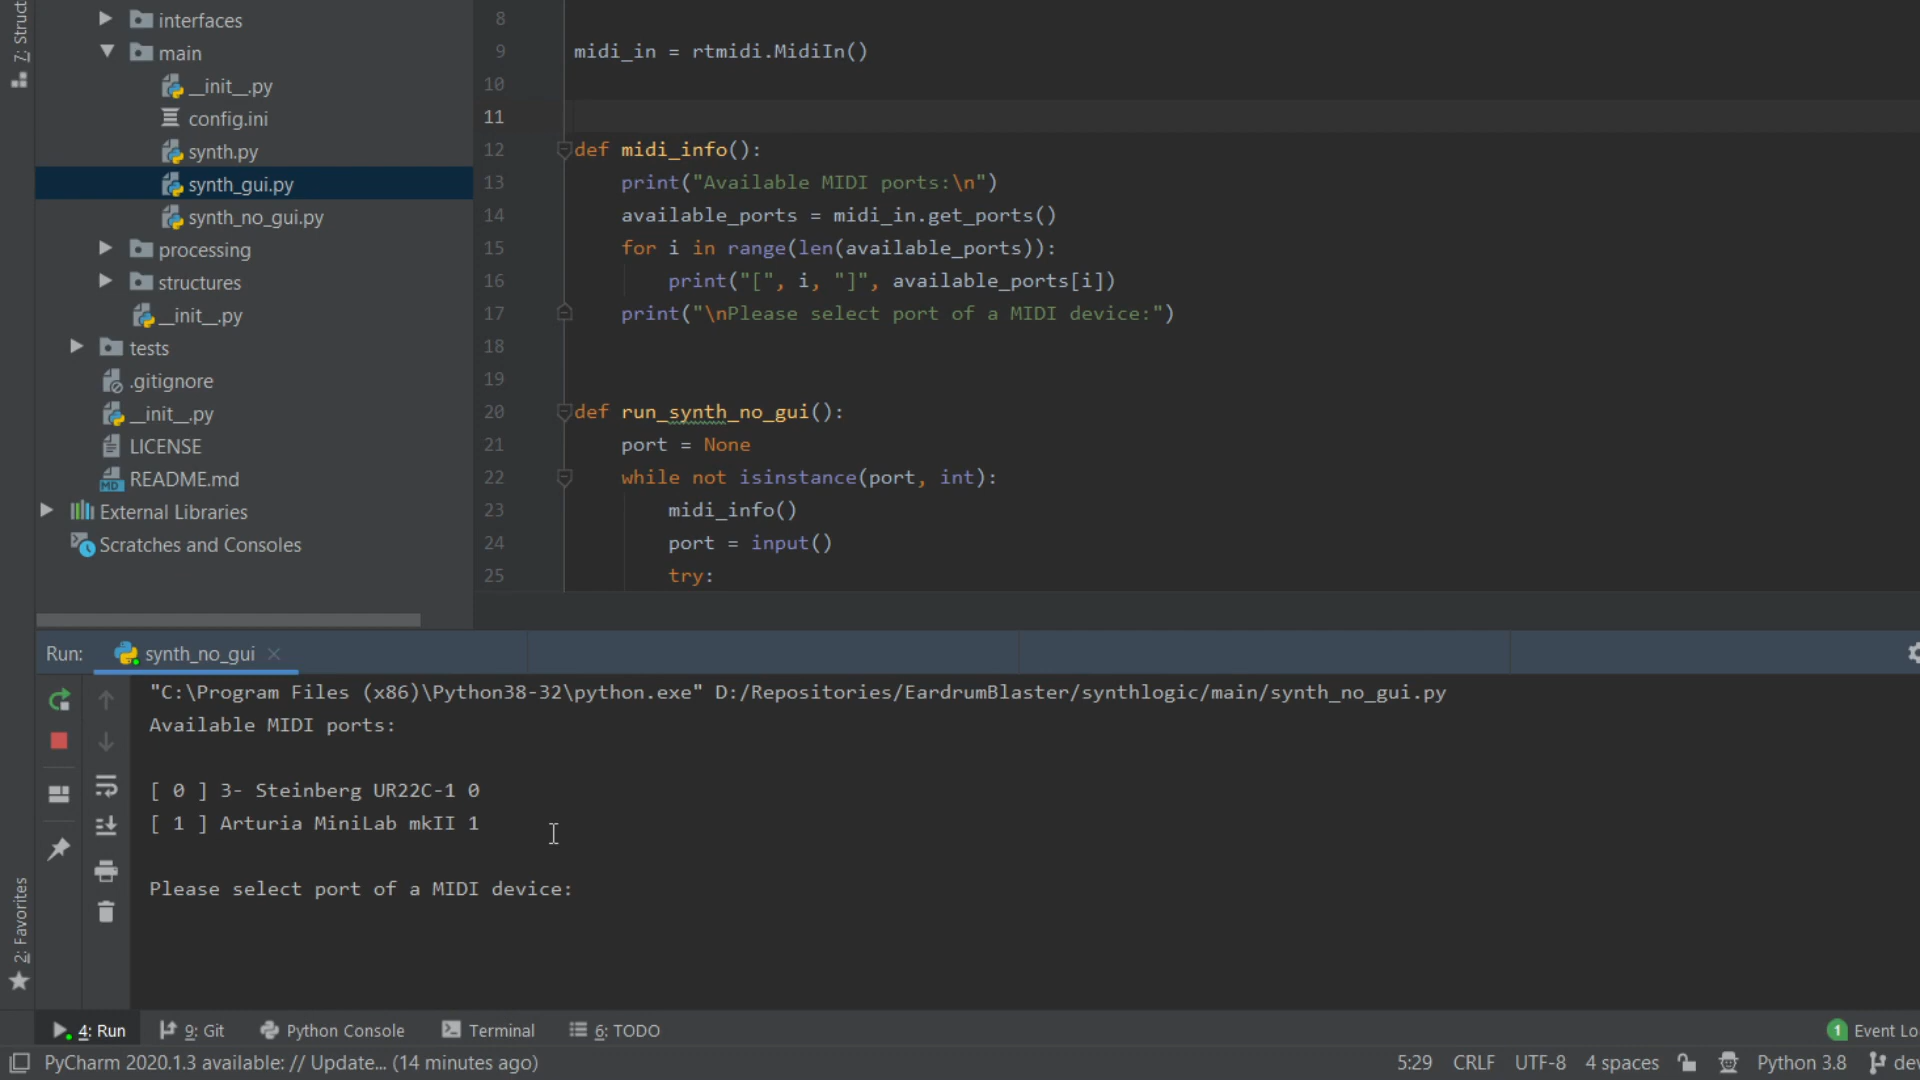 7: Struct
interfaces
main
__init__.py
config.ini
synth.py
synth_gui.py
synth_no_gui.py
processing
structures
__init__.py
tests
.gitignore
__init__.py
LICENSE
README.md
External Libraries
Scratches and Consoles
8
9 midi_in = rtmidi.MidiIn()
10
11
12 def midi_info():
13 print("Available MIDI ports:\n")
14 available_ports = midi_in.get_ports()
15 for i in range(len(available_ports)):
16 print("[", i, "]", available_ports[i])
17 print("\nPlease select port of a MIDI device:")
18
19
20 def run_synth_no_gui():
21 port = None
22 while not isinstance(port, int):
23 midi_info()
24 port = input()
25 try:
Run: synth_no_gui
"C:\Program Files (x86)\Python38-32\python.exe" D:/Repositories/EardrumBlaster/synthlogic/main/synth_no_gui.py
Available MIDI ports:
[ 0 ] 3- Steinberg UR22C-1 0
[ 1 ] Arturia MiniLab mkII 1
Please select port of a MIDI device:
2: Favorites
4: Run 9: Git Python Console Terminal 6: TODO 1 Event Lo
PyCharm 2020.1.3 available: // Update... (14 minutes ago) 5:29 CRLF UTF-8 4 spaces Python 3.8 dev